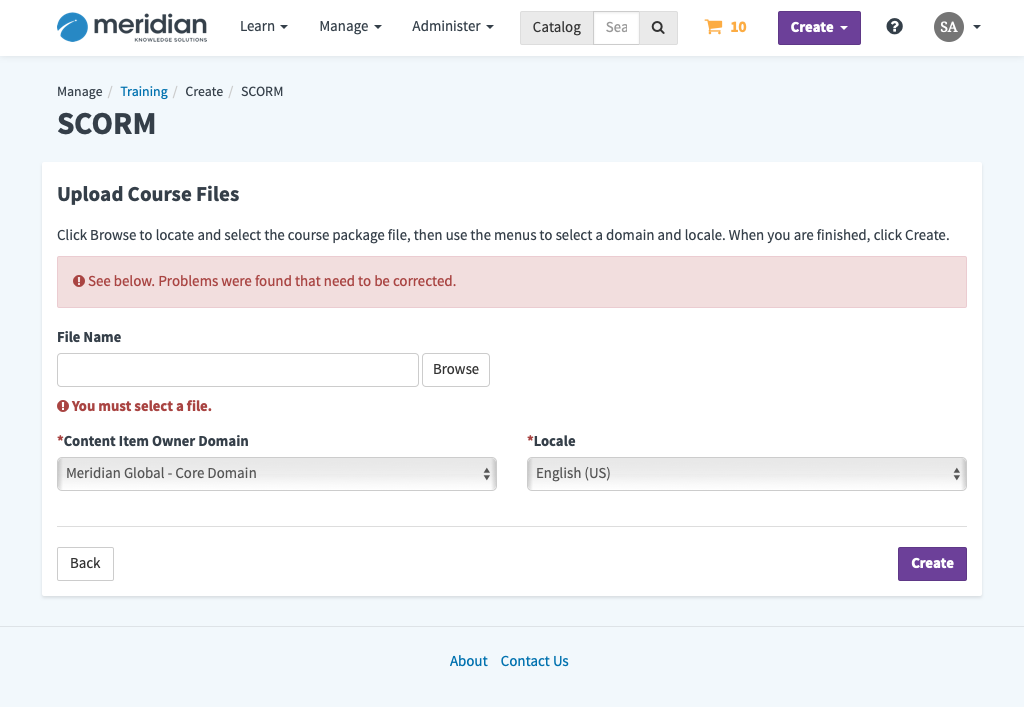 meridian
KNOWLEDGE SOLUTIONS
Learn Manage Administer Catalog Sea 10 Create SA
Manage / Training / Create / SCORM
SCORM
Upload Course Files
Click Browse to locate and select the course package file, then use the menus to select a domain and locale. When you are finished, click Create.
See below. Problems were found that need to be corrected.
File Name
Browse
You must select a file.
*Content Item Owner Domain
Meridian Global - Core Domain
*Locale
English (US)
Back
Create
About Contact Us